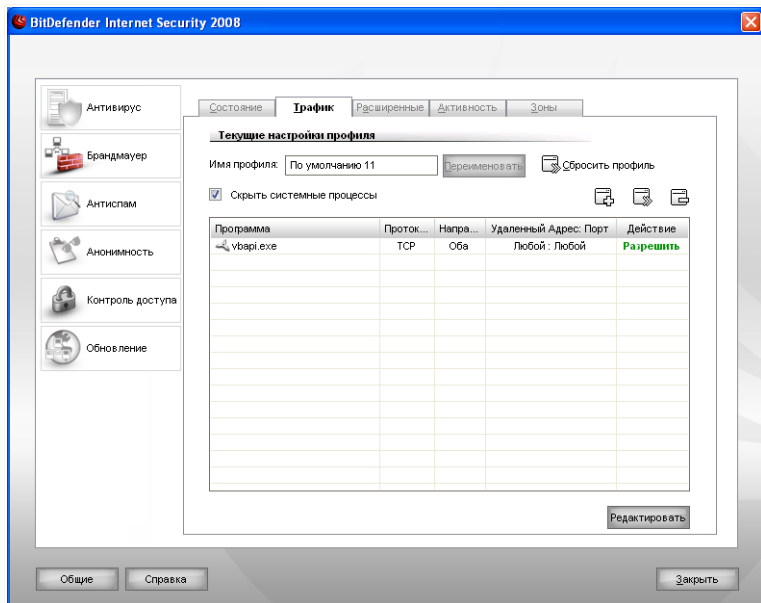 BitDefender Internet Security 2008
Антивирус
Брандмауер
Антиспам
Анонимность
Контроль доступа
Обновление
Состояние Трафик Расширенные Активность Зоны
Текущие настройки профиля
Имя профиля: По умолчанию 11 Переименовать Сбросить профиль
Скрыть системные процессы
Программа Проток... Напра... Удаленный Адрес: Порт Действие
vbapi.exe TCP Оба Любой : Любой Разрешить
Редактировать
Общие Справка Закрыть